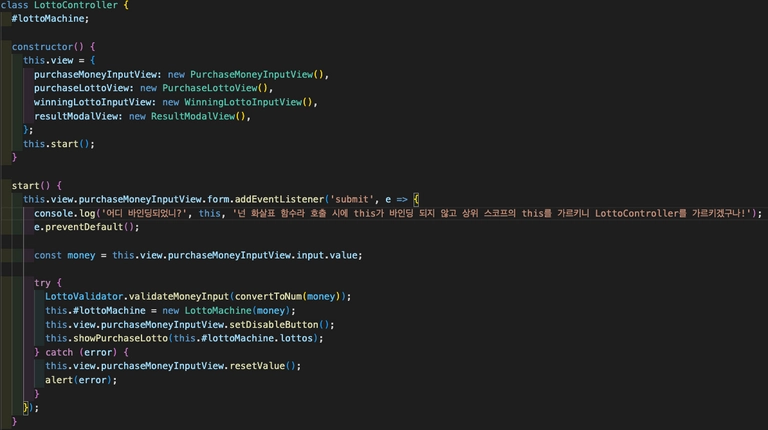 class LottoController {
  #lottoMachine;

  constructor() {
    this.view = {
      purchaseMoneyInputView: new PurchaseMoneyInputView(),
      purchaseLottoView: new PurchaseLottoView(),
      winningLottoInputView: new WinningLottoInputView(),
      resultModalView: new ResultModalView(),
    };
    this.start();
  }

  start() {
    this.view.purchaseMoneyInputView.form.addEventListener('submit', e => {
      console.log('어디 바인딩되었니?', this, '넌 화살표 함수라 호출 시에 this가 바인딩 되지 않고 상위 스코프의 this를 가르키니 LottoController를 가르키겠구나!');
      e.preventDefault();

      const money = this.view.purchaseMoneyInputView.input.value;

      try {
        LottoValidator.validateMoneyInput(convertToNum(money));
        this.#lottoMachine = new LottoMachine(money);
        this.view.purchaseMoneyInputView.setDisableButton();
        this.showPurchaseLotto(this.#lottoMachine.lottos);
      } catch (error) {
        this.view.purchaseMoneyInputView.resetValue();
        alert(error);
      }
    });
  }